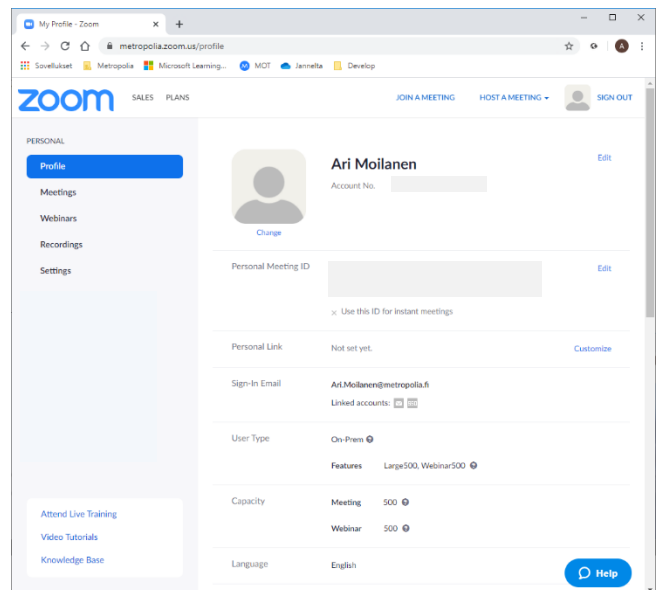 My Profile - Zoom
metropolia.zoom.us/profile
A
Sovellukset Metropolia Microsoft Learning... MOT Jannelta Develop
zoom SALES PLANS JOIN A MEETING HOST A MEETING SIGN OUT
PERSONAL
Profile
Meetings
Webinars
Recordings
Settings
Attend Live Training
Video Tutorials
Knowledge Base
Change
Ari Moilanen Edit
Account No.
Personal Meeting ID Edit
× Use this ID for instant meetings
Personal Link Not set yet. Customize
Sign-In Email Ari.Moilanen@metropolia.fi
Linked accounts:
User Type On-Prem
Features Large500, Webinar500
Capacity Meeting 500
Webinar 500
Language English
Help